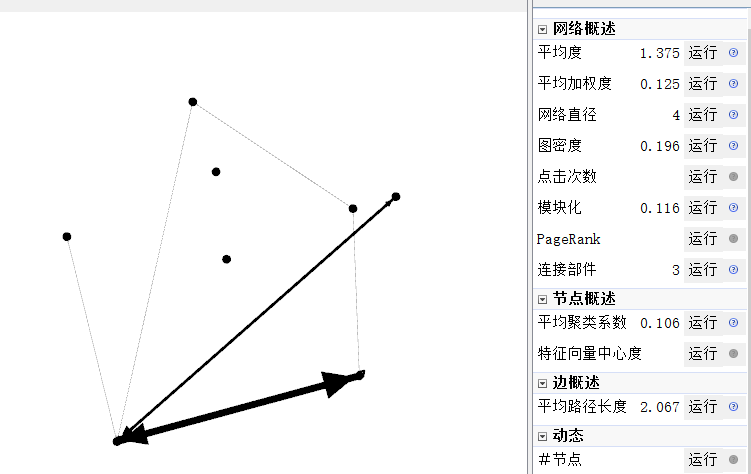 网络概述
平均度 1.375 运行
平均加权度 0.125 运行
网络直径 4 运行
图密度 0.196 运行
点击次数 运行
模块化 0.116 运行
PageRank 运行
连接部件 3 运行
节点概述
平均聚类系数 0.106 运行
特征向量中心度 运行
边概述
平均路径长度 2.067 运行
动态
#节点 运行